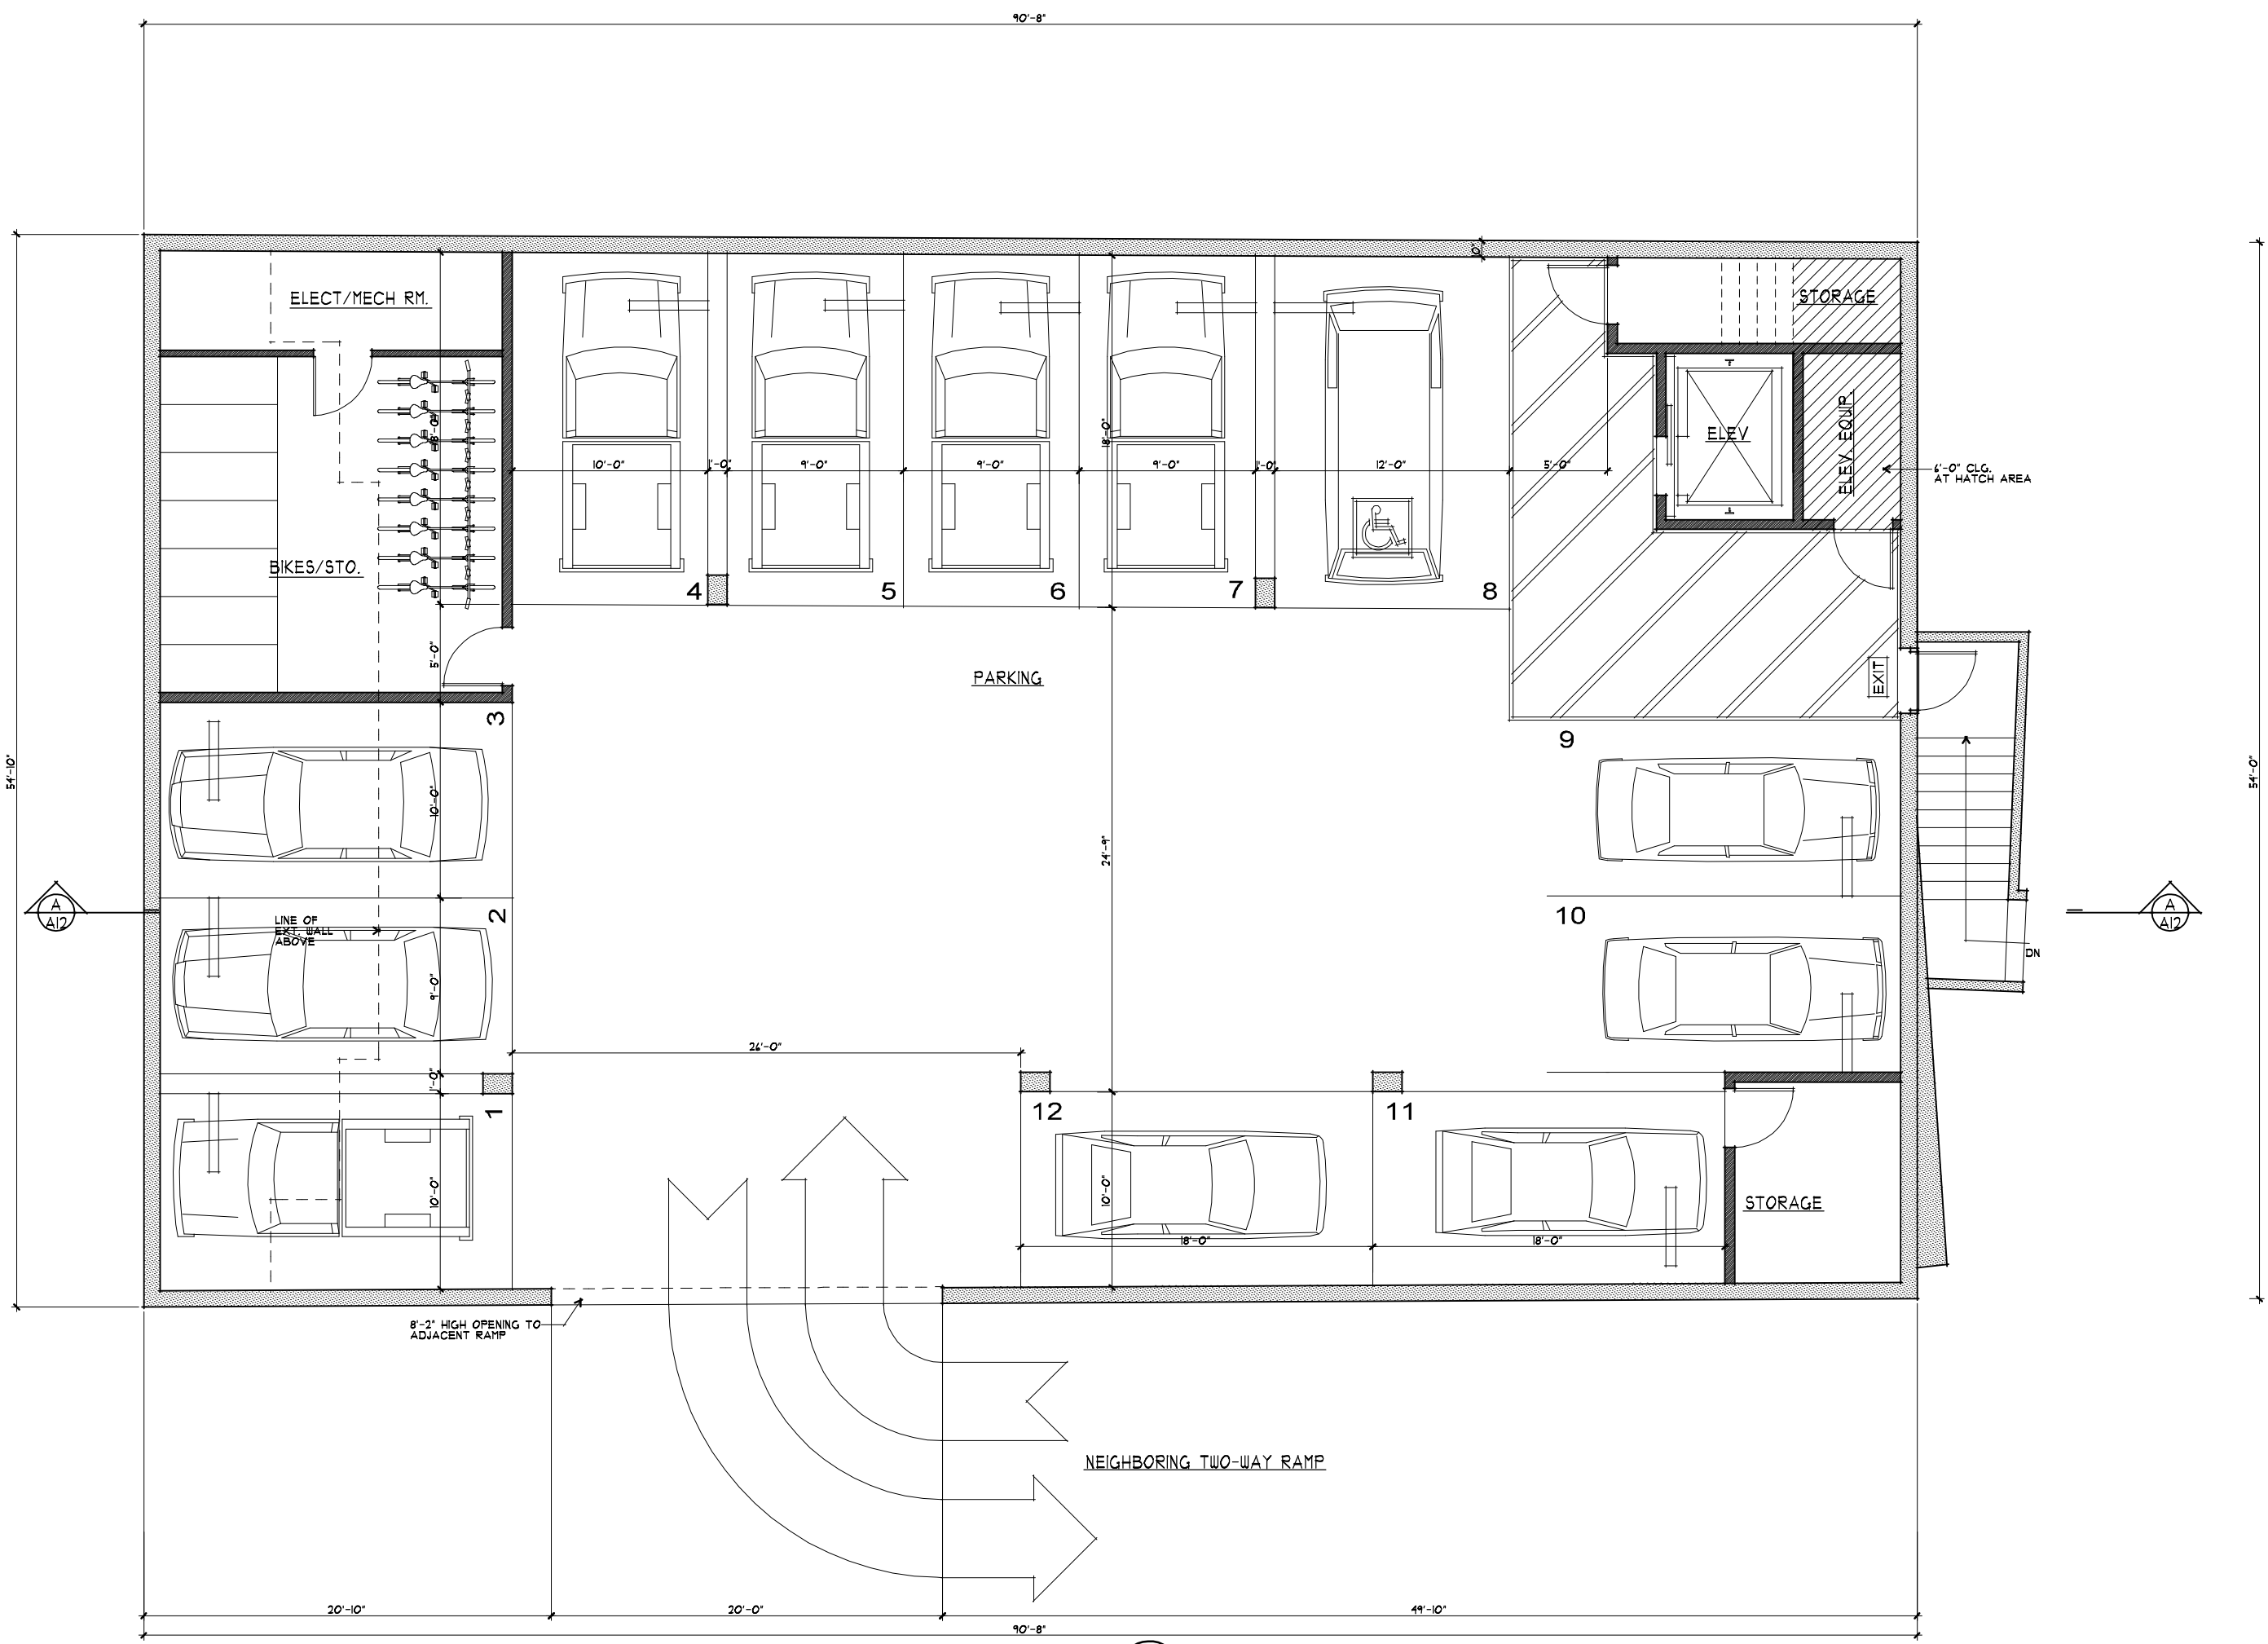 90'-8"
10"
ELECT/MECH RM.
STORAGE
ELEV
ELEV. EQUIP.
6'-0" CLG.
AT HATCH AREA
10'-0"
1'-0"
9'-0"
9'-0"
9'-0"
1'-0"
12'-0"
5'-0"
18'-0"
18'-0"
BIKES/STO.
4
5
6
7
8
5'-0"
PARKING
EXIT
3
9
54'-10"
54'-0"
10'-0"
24'-9"
A
A12
2
LINE OF
EXT. WALL
ABOVE
10
A
A12
DN
9'-0"
26'-0"
1'-0"
1
12
11
10'-0"
10'-0"
STORAGE
18'-0"
18'-0"
8'-2" HIGH OPENING TO
ADJACENT RAMP
NEIGHBORING TWO-WAY RAMP
20'-10"
20'-0"
49'-10"
90'-8"